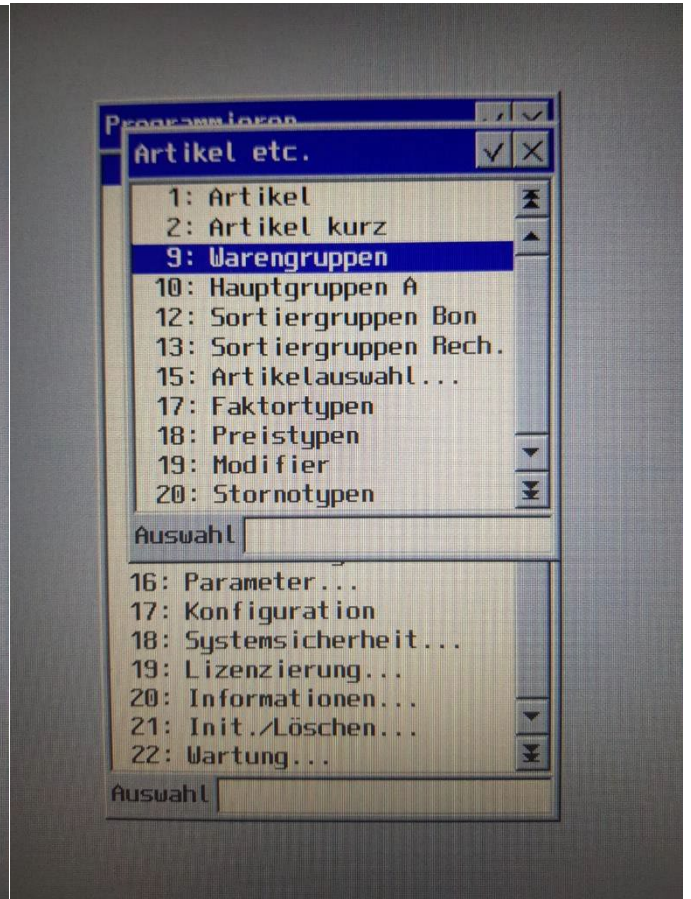 Programmieren
Artikel etc.
1: Artikel
2: Artikel kurz
9: Warengruppen
10: Hauptgruppen A
12: Sortiergruppen Bon
13: Sortiergruppen Rech.
15: Artikelauswahl...
17: Faktortypen
18: Preistypen
19: Modifier
20: Stornotypen
Auswahl
16: Parameter...
17: Konfiguration
18: Systemsicherheit...
19: Lizenzierung...
20: Informationen...
21: Init./Löschen...
22: Wartung...
Auswahl